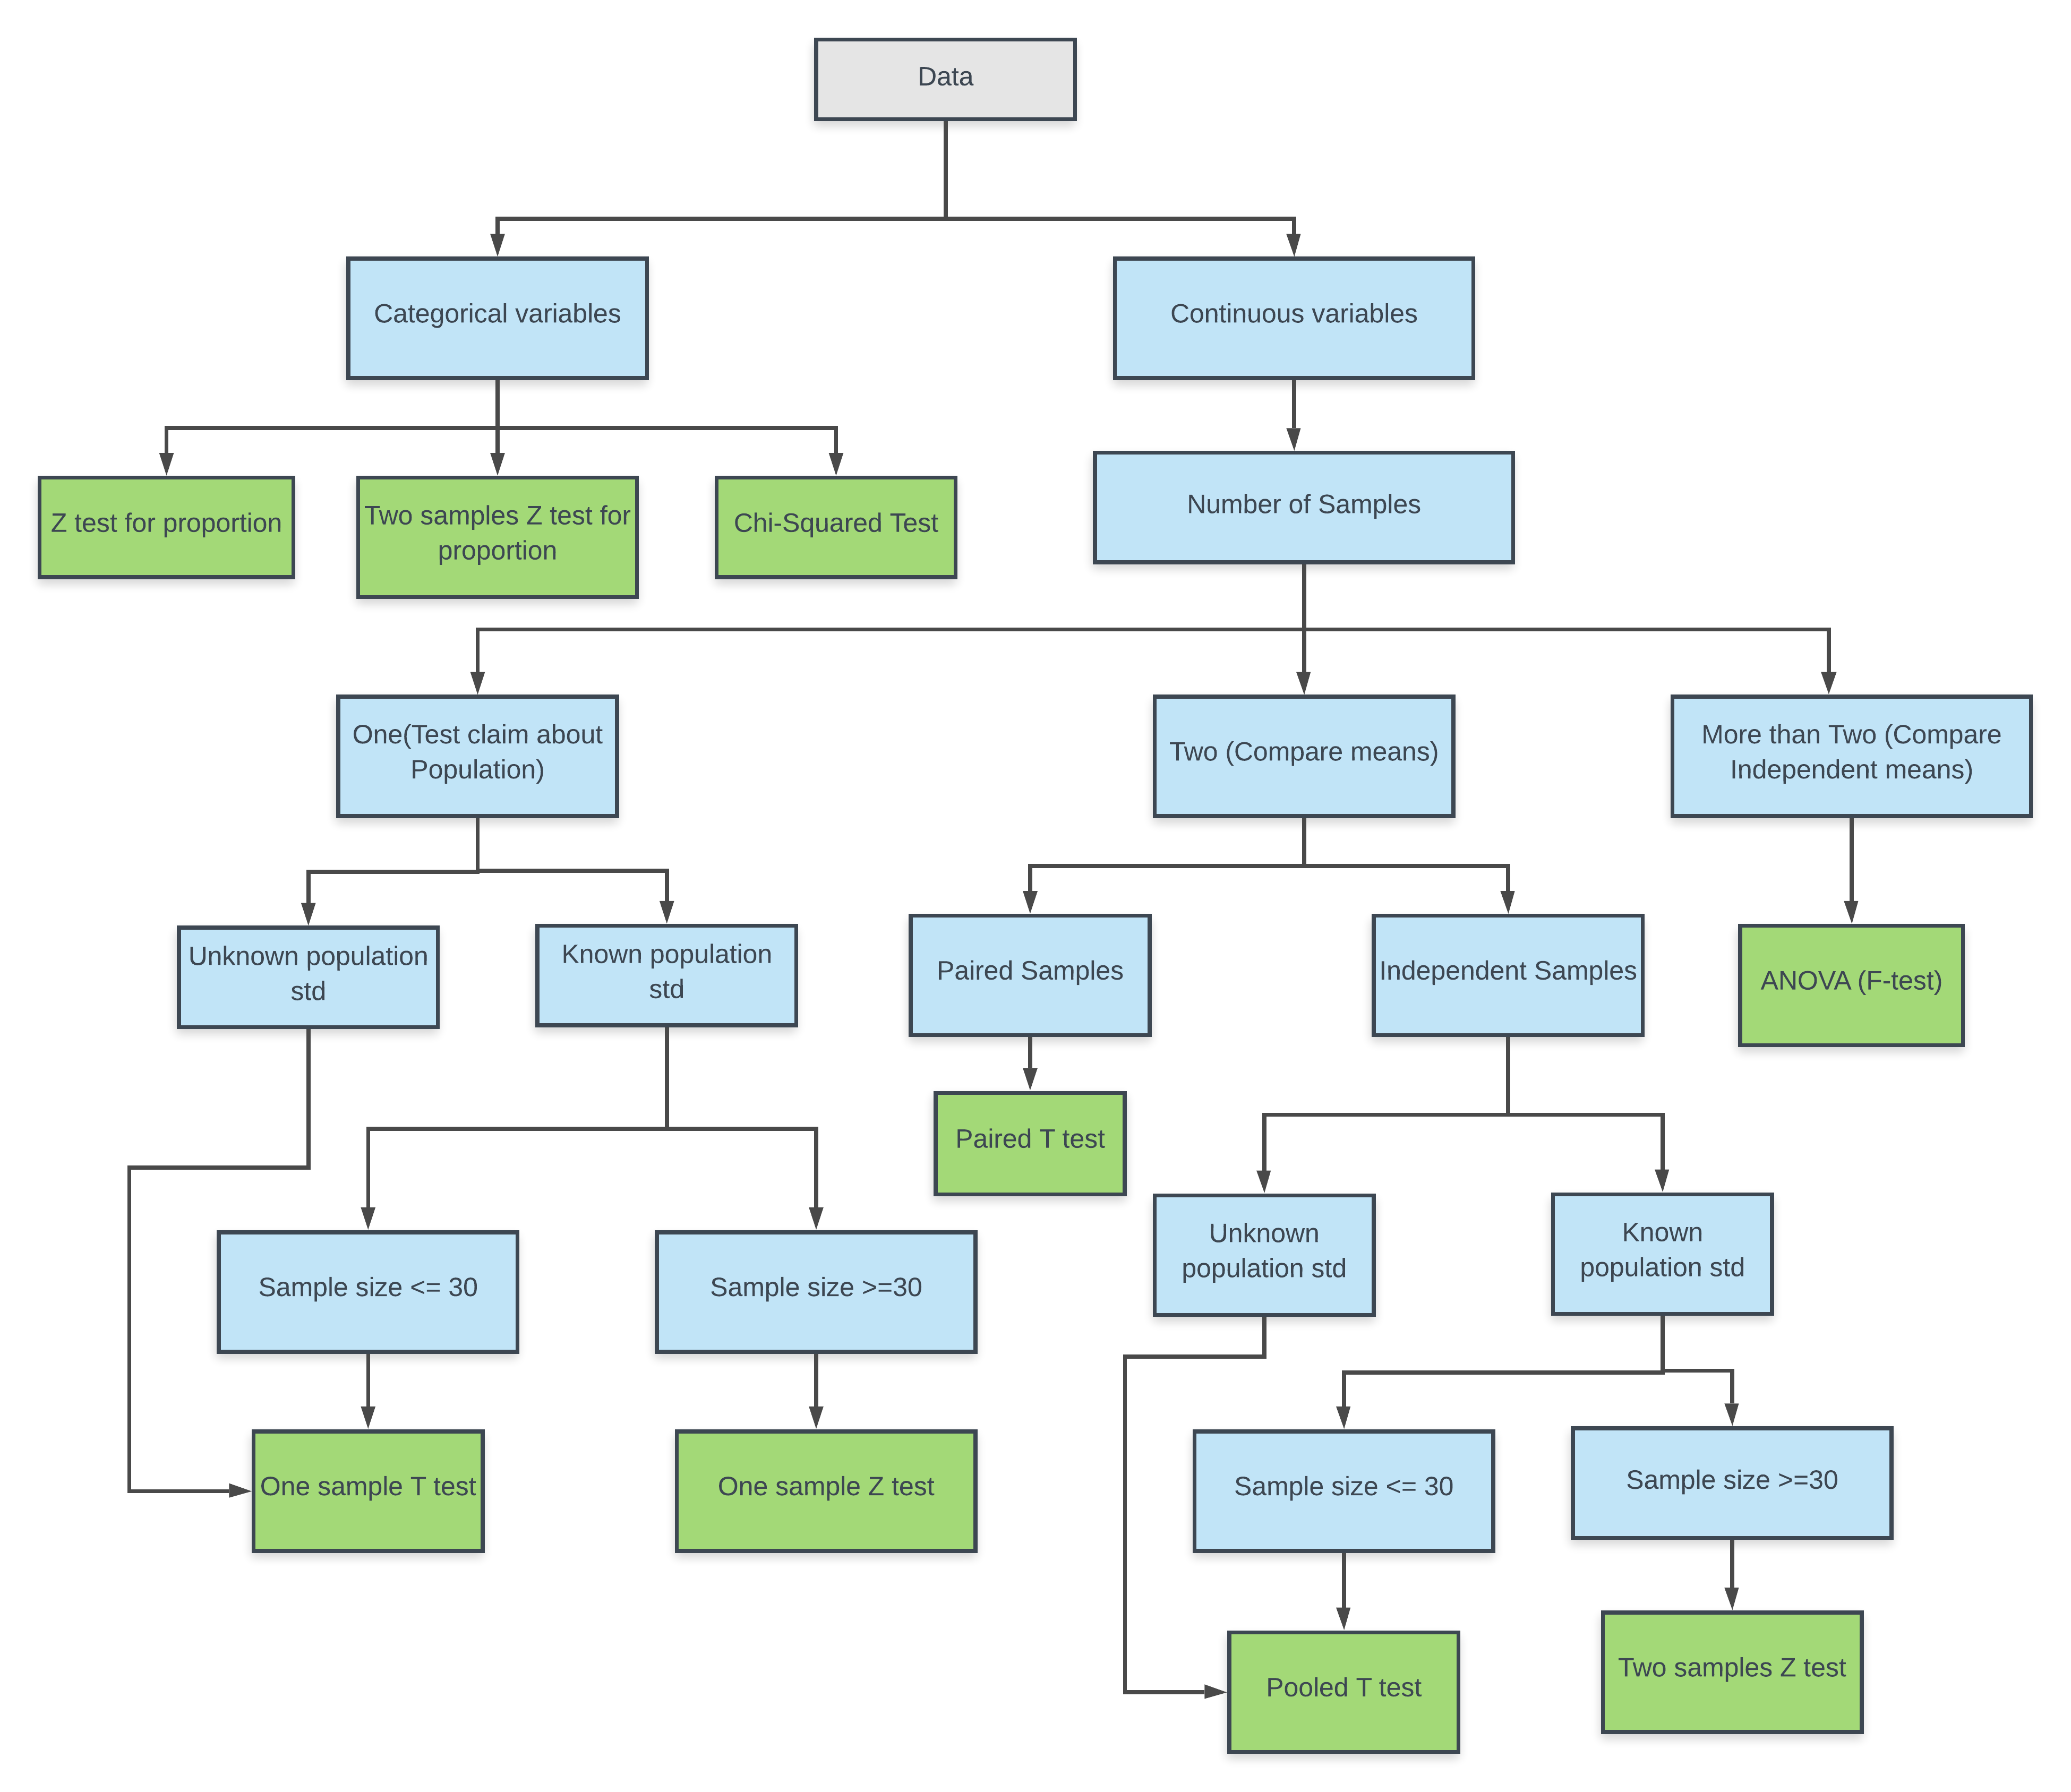 Data
Categorical variables
Continuous variables
Z test for proportion
Two samples Z test for
proportion
Chi-Squared Test
Number of Samples
One(Test claim about
Population)
Two (Compare means)
More than Two (Compare
Independent means)
Unknown population
std
Known population
std
Paired Samples
Independent Samples
ANOVA (F-test)
Paired T test
Unknown
population std
Known
population std
Sample size <= 30
Sample size >=30
One sample T test
One sample Z test
Sample size <= 30
Sample size >=30
Pooled T test
Two samples Z test